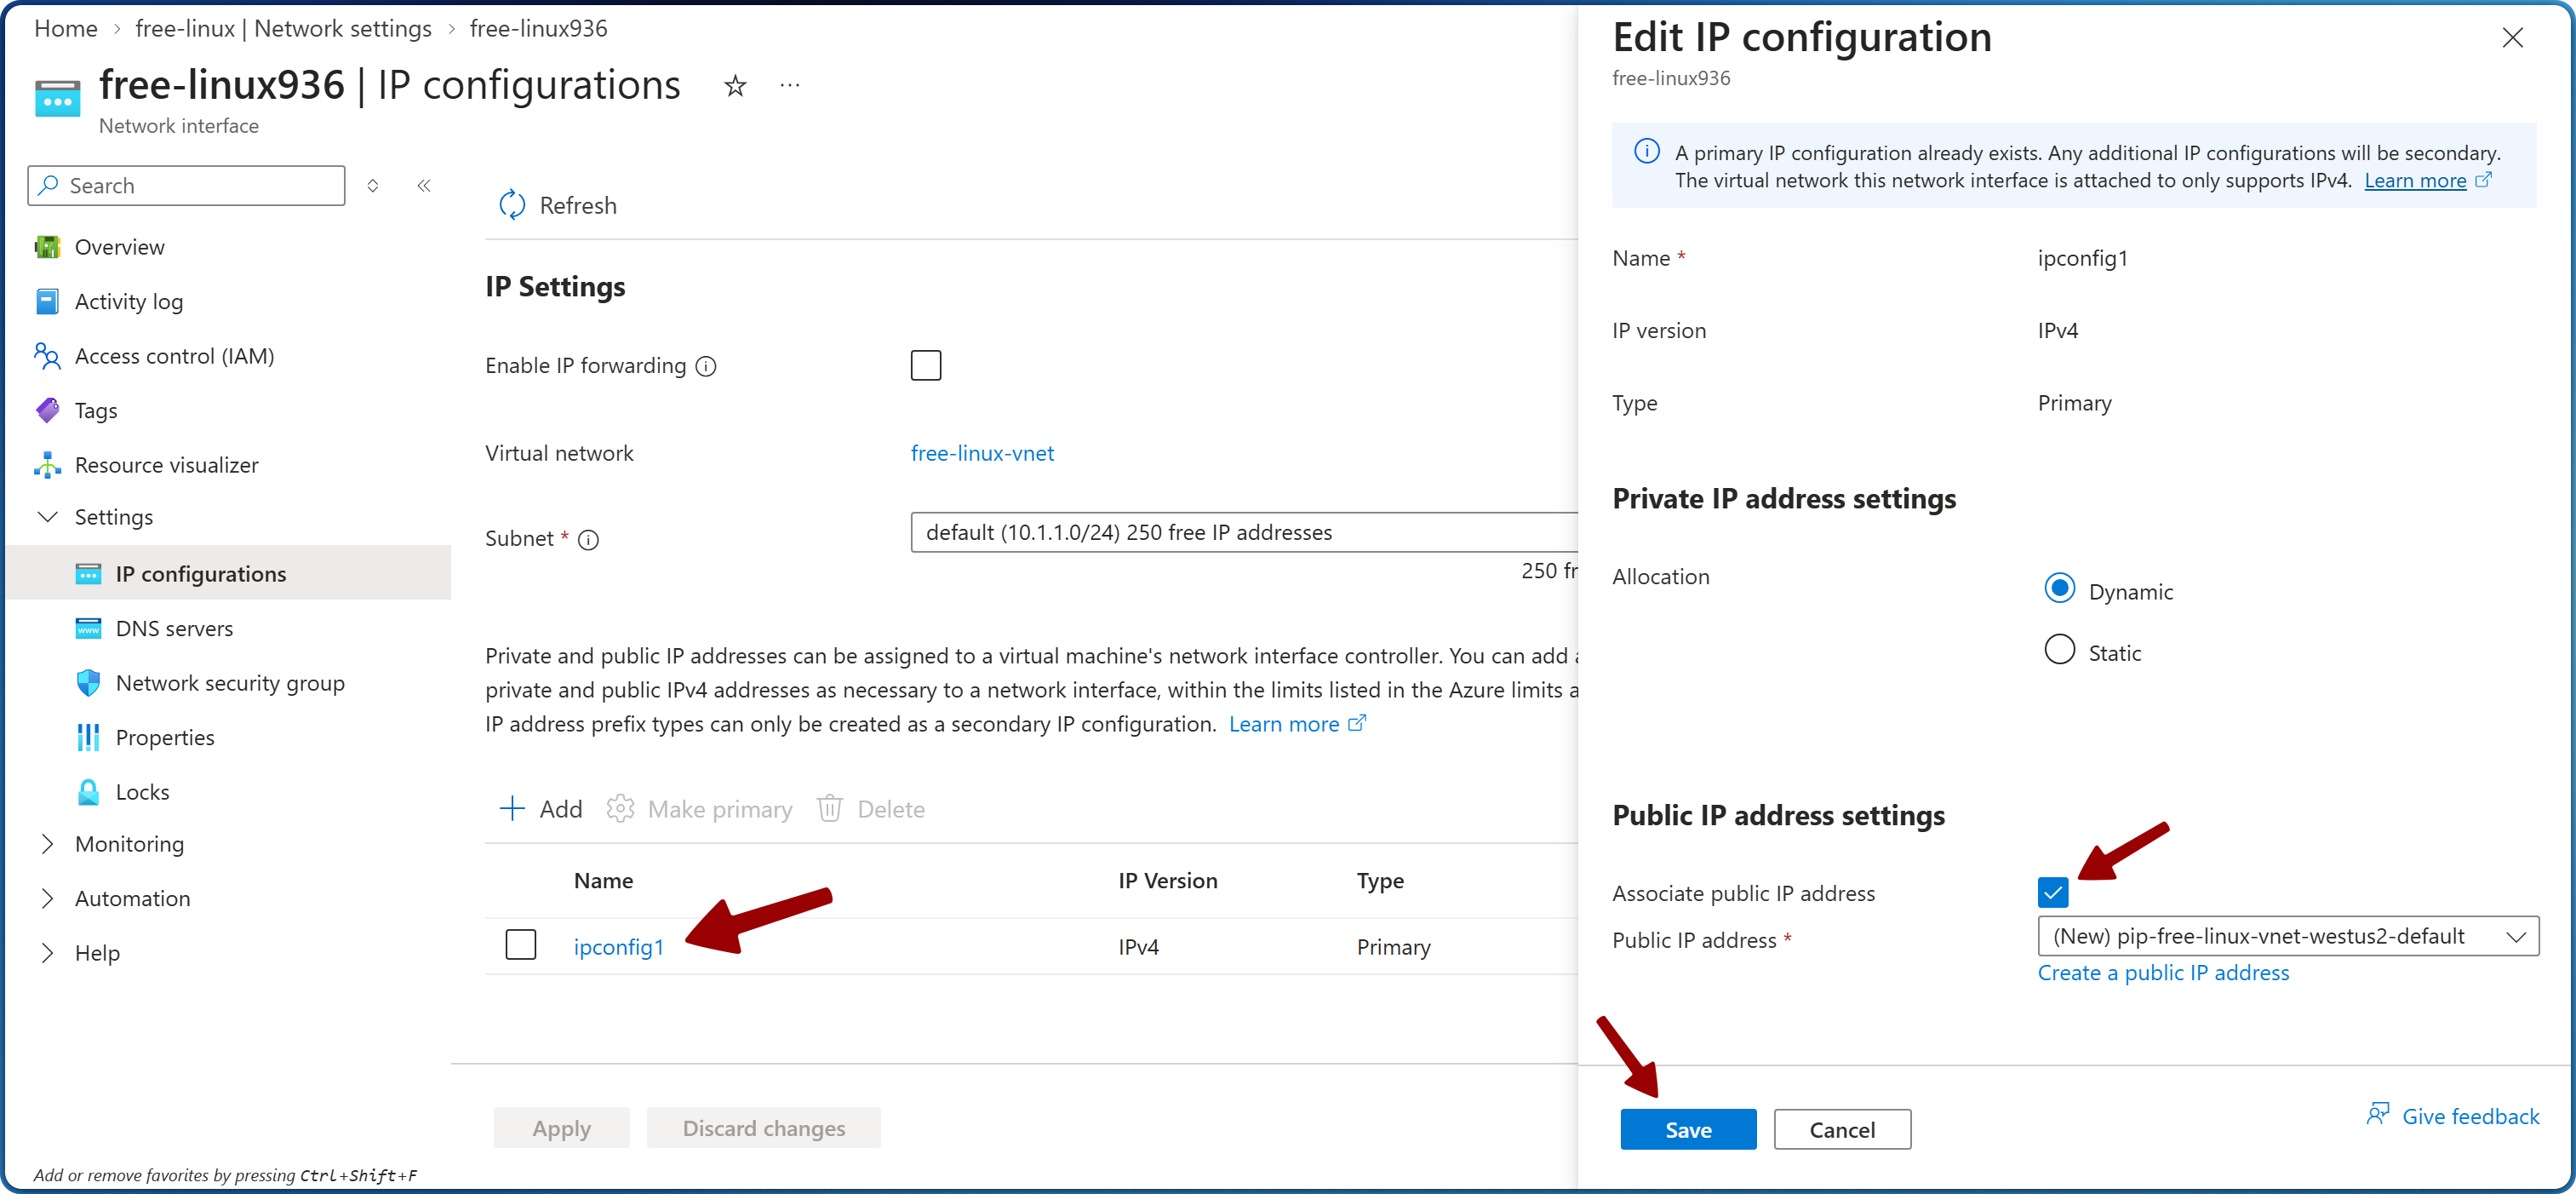 Home > free-linux | Network settings > free-linux936
free-linux936 | IP configurations ☆ ...
Network interface
Search
Overview
Activity log
Access control (IAM)
Tags
Resource visualizer
Settings
IP configurations
DNS servers
Network security group
Properties
Locks
Monitoring
Automation
Help
Add or remove favorites by pressing Ctrl+Shift+F
Refresh
IP Settings
Enable IP forwarding
Virtual network free-linux-vnet
Subnet * default (10.1.1.0/24) 250 free IP addresses
250 fr
Private and public IP addresses can be assigned to a virtual machine's network interface controller. You can add
private and public IPv4 addresses as necessary to a network interface, within the limits listed in the Azure limits a
IP address prefix types can only be created as a secondary IP configuration. Learn more
Add Make primary Delete
Name IP Version Type
ipconfig1 IPv4 Primary
Apply Discard changes
Edit IP configuration
free-linux936
A primary IP configuration already exists. Any additional IP configurations will be secondary.
The virtual network this network interface is attached to only supports IPv4. Learn more
Name * ipconfig1
IP version IPv4
Type Primary
Private IP address settings
Allocation Dynamic
Static
Public IP address settings
Associate public IP address
Public IP address * (New) pip-free-linux-vnet-westus2-default
Create a public IP address
Save Cancel Give feedback